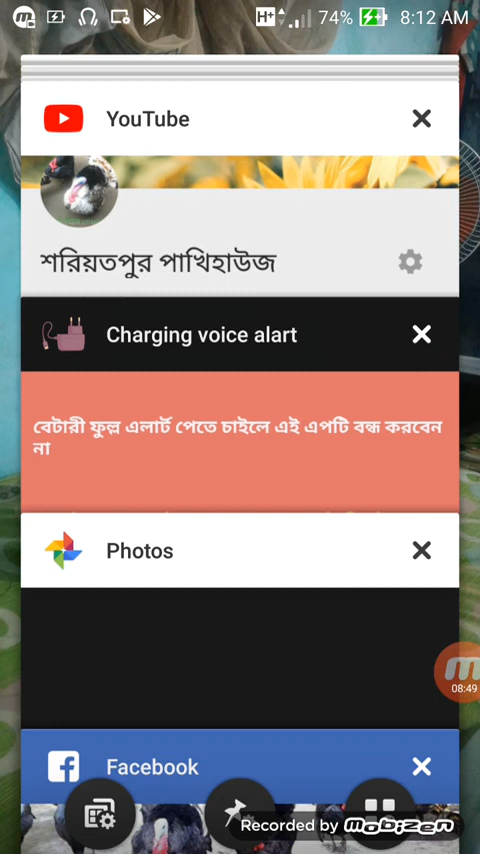 H+ 74% 8:12 AM
YouTube
শরিয়তপুর পাখিহাউজ
Charging voice alart
বেটারী ফুল্ল এলার্ট পেতে চাইলে এই এপটি বন্ধ করবেন
না
Photos
08:49
Facebook
Recorded by mobizen